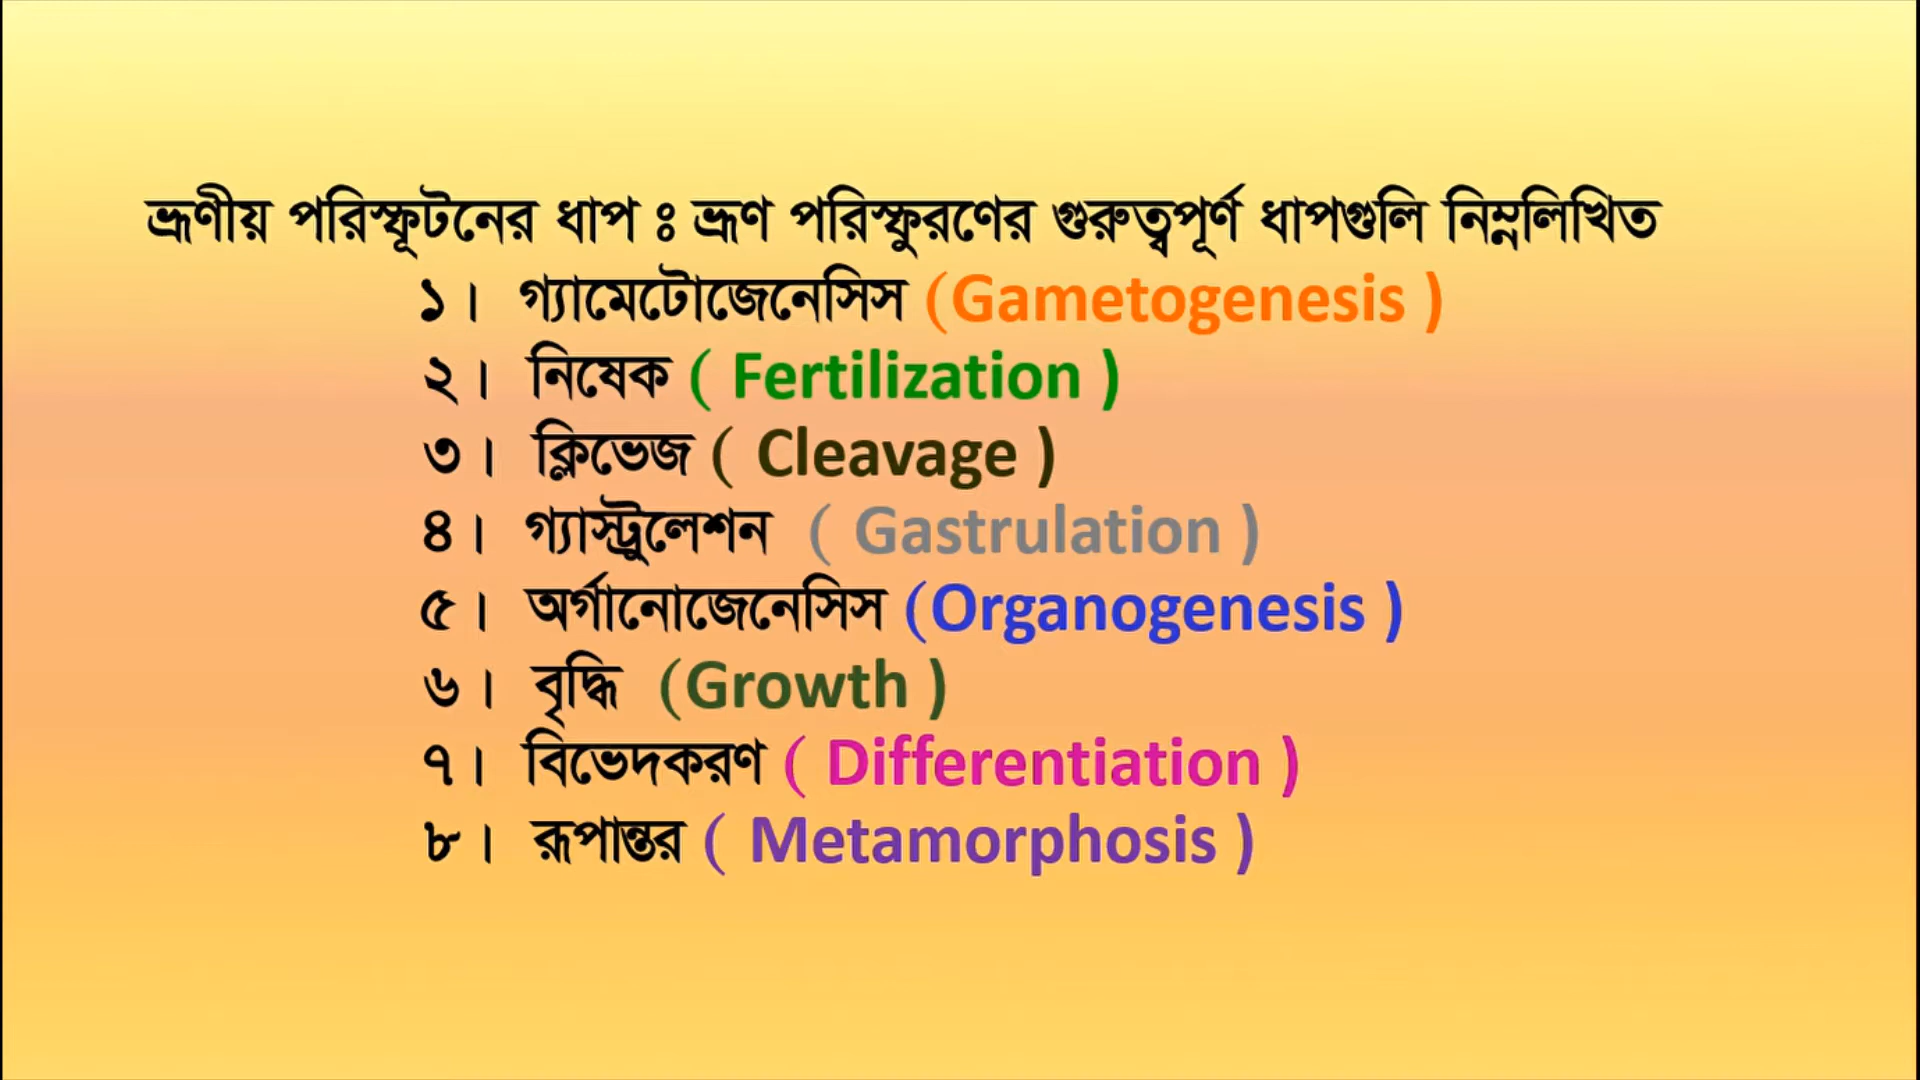 ভ্রূণীয় পরিস্ফূটনের ধাপ ঃ ভ্রূণ পরিস্ফুরণের গুরুত্বপূর্ণ ধাপগুলি নিম্নলিখিত
১। গ্যামেটোজেনেসিস (Gametogenesis )
২। নিষেক ( Fertilization )
৩। ক্লিভেজ ( Cleavage )
৪। গ্যাস্ট্রুলেশন ( Gastrulation )
৫। অর্গানোজেনেসিস (Organogenesis )
৬। বৃদ্ধি (Growth )
৭। বিভেদকরণ ( Differentiation )
৮। রূপান্তর ( Metamorphosis )